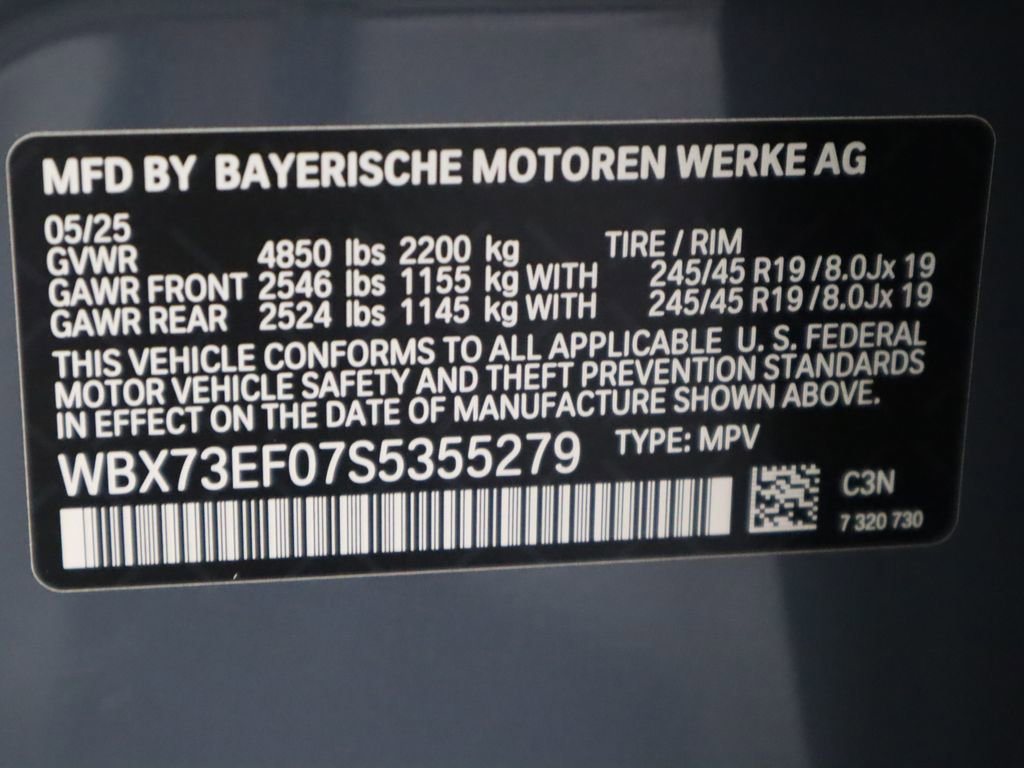 MFD BY BAYERISCHE MOTOREN WERKE AG
05/25
GVWR 4850 lbs 2200 kg TIRE / RIM
GAWR FRONT 2546 lbs 1155 kg WITH 245/45 R19 / 8.0Jx 19
GAWR REAR 2524 lbs 1145 kg WITH 245/45 R19 / 8.0Jx 19
THIS VEHICLE CONFORMS TO ALL APPLICABLE U. S. FEDERAL
MOTOR VEHICLE SAFETY AND THEFT PREVENTION STANDARDS
IN EFFECT ON THE DATE OF MANUFACTURE SHOWN ABOVE.
WBX73EF07S5355279 TYPE: MPV
C3N
7 320 730